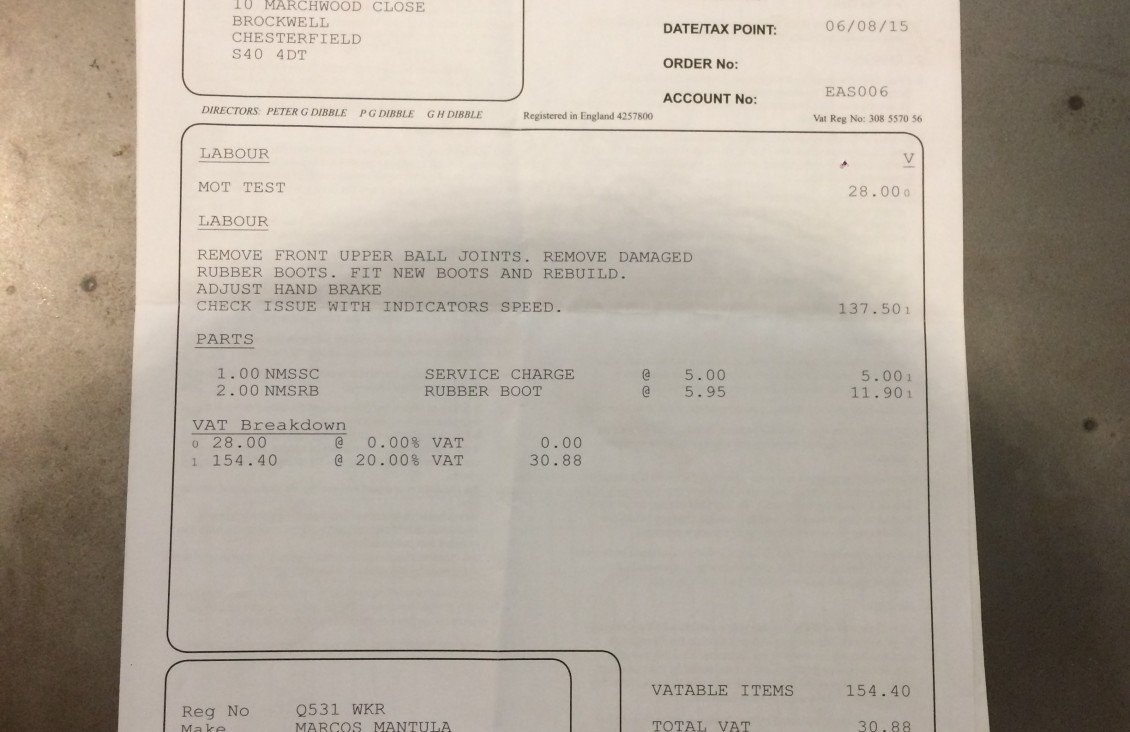 10 MARCHWOOD CLOSE
BROCKWELL
CHESTERFIELD
S40 4DT
DATE/TAX POINT: 06/08/15
ORDER No:
ACCOUNT No: EAS006
DIRECTORS: PETER G DIBBLE P G DIBBLE G H DIBBLE Registered in England 4257800 Vat Reg No: 308 5570 56
LABOUR V
MOT TEST 28.00 0
LABOUR
REMOVE FRONT UPPER BALL JOINTS. REMOVE DAMAGED
RUBBER BOOTS. FIT NEW BOOTS AND REBUILD.
ADJUST HAND BRAKE
CHECK ISSUE WITH INDICATORS SPEED. 137.50 1
PARTS
1.00 NMSSC SERVICE CHARGE @ 5.00 5.00 1
2.00 NMSRB RUBBER BOOT @ 5.95 11.90 1
VAT Breakdown
0 28.00 @ 0.00% VAT 0.00
1 154.40 @ 20.00% VAT 30.88
VATABLE ITEMS 154.40
Reg No Q531 WKR
TOTAL VAT 30.88
Make MARCOS MANTULA